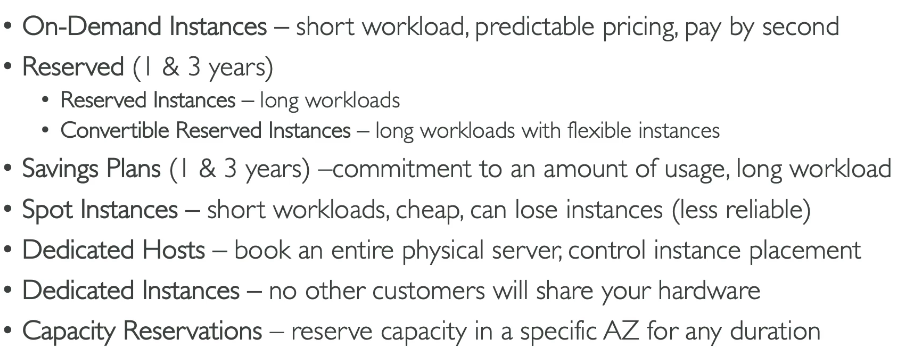 • On-Demand Instances – short workload, predictable pricing, pay by second
• Reserved (1 & 3 years)
• Reserved Instances – long workloads
• Convertible Reserved Instances – long workloads with flexible instances
• Savings Plans (1 & 3 years) –commitment to an amount of usage, long workload
• Spot Instances – short workloads, cheap, can lose instances (less reliable)
• Dedicated Hosts – book an entire physical server, control instance placement
• Dedicated Instances – no other customers will share your hardware
• Capacity Reservations – reserve capacity in a specific AZ for any duration